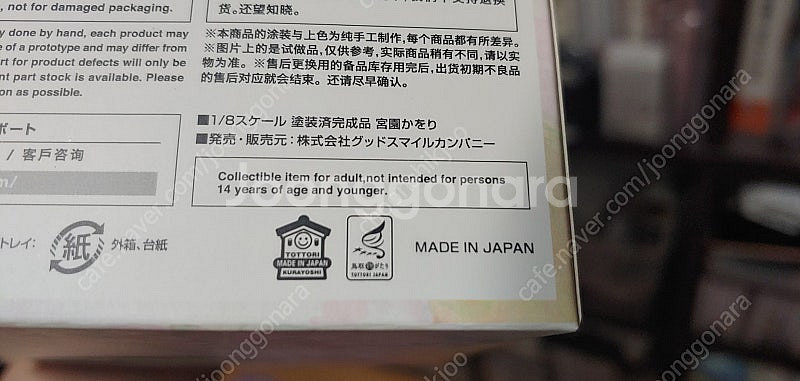 , not for damaged packaging.
货。还望知晓。
y done by hand, each product may
e of a prototype and may differ from
rt for product defects will only be
nt part stock is available. Please
on as possible.
※本商品的涂装与上色为纯手工制作,每个商品都有所差异。
※图片上的是试做品,仅供参考,实际商品稍有不同,请以实
物为准。※售后更换用的备品库存用完后,出货初期不良品
的售后对应就会结束。还请尽早确认。
ポート
/ 客戶咨询
m/
■1/8スケール 塗装済完成品 宮園かをり
■発売・販売元:株式会社グッドスマイルカンパニー
Collectible item for adult,not intended for persons
14 years of age and younger.
トレイ:
紙
外箱、台紙
TOTTORI
MADE IN JAPAN
KURAYOSHI
TOTTORI JAPAN
MADE IN JAPAN
Joonggonara
cafe.naver.com/joonggonara